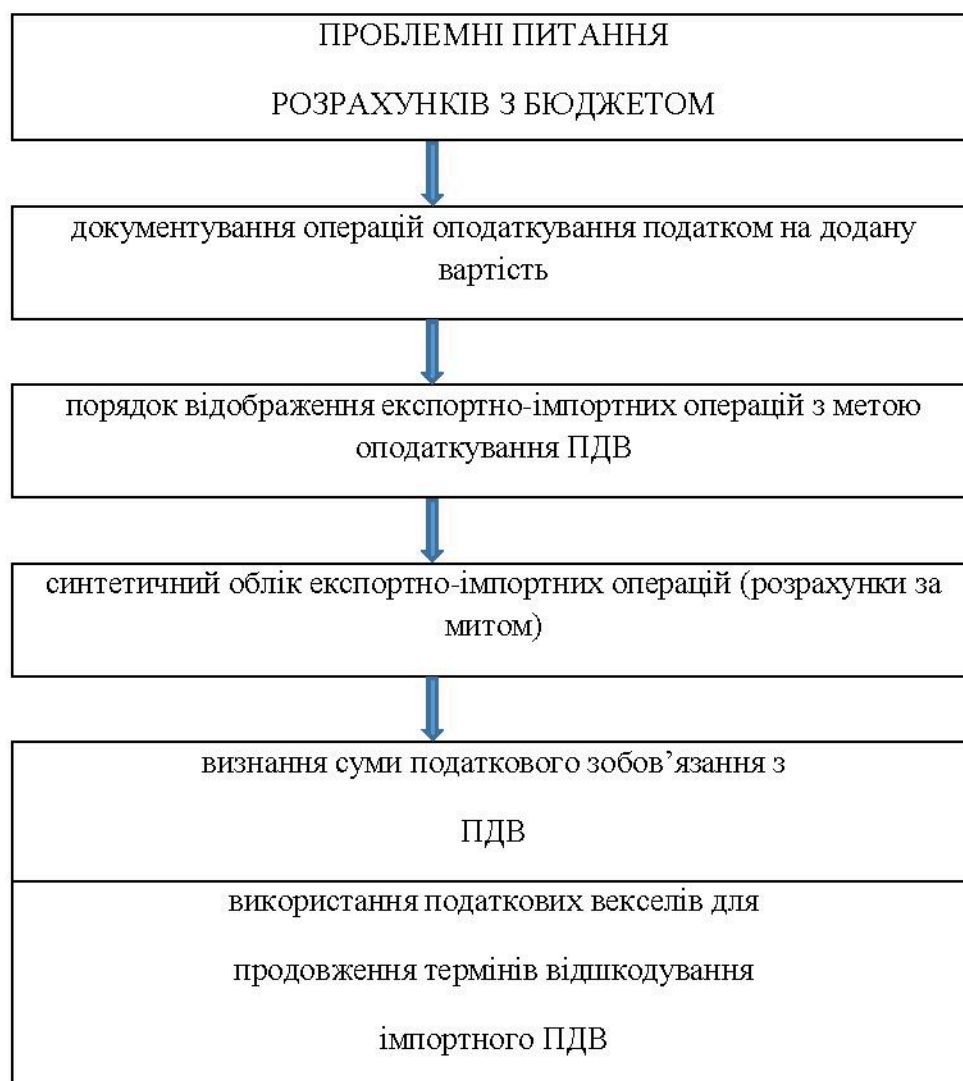 ПРОБЛЕМНІ ПИТАННЯ
РОЗРАХУНКІВ З БЮДЖЕТОМ
документування операцій оподаткування податком на додану
вартість
порядок відображення експортно-імпортних операцій з метою
оподаткування ПДВ
синтетичний облік експортно-імпортних операцій (розрахунки за
митом)
визнання суми податкового зобов’язання з
ПДВ
використання податкових векселів для
продовження термінів відшкодування
імпортного ПДВ